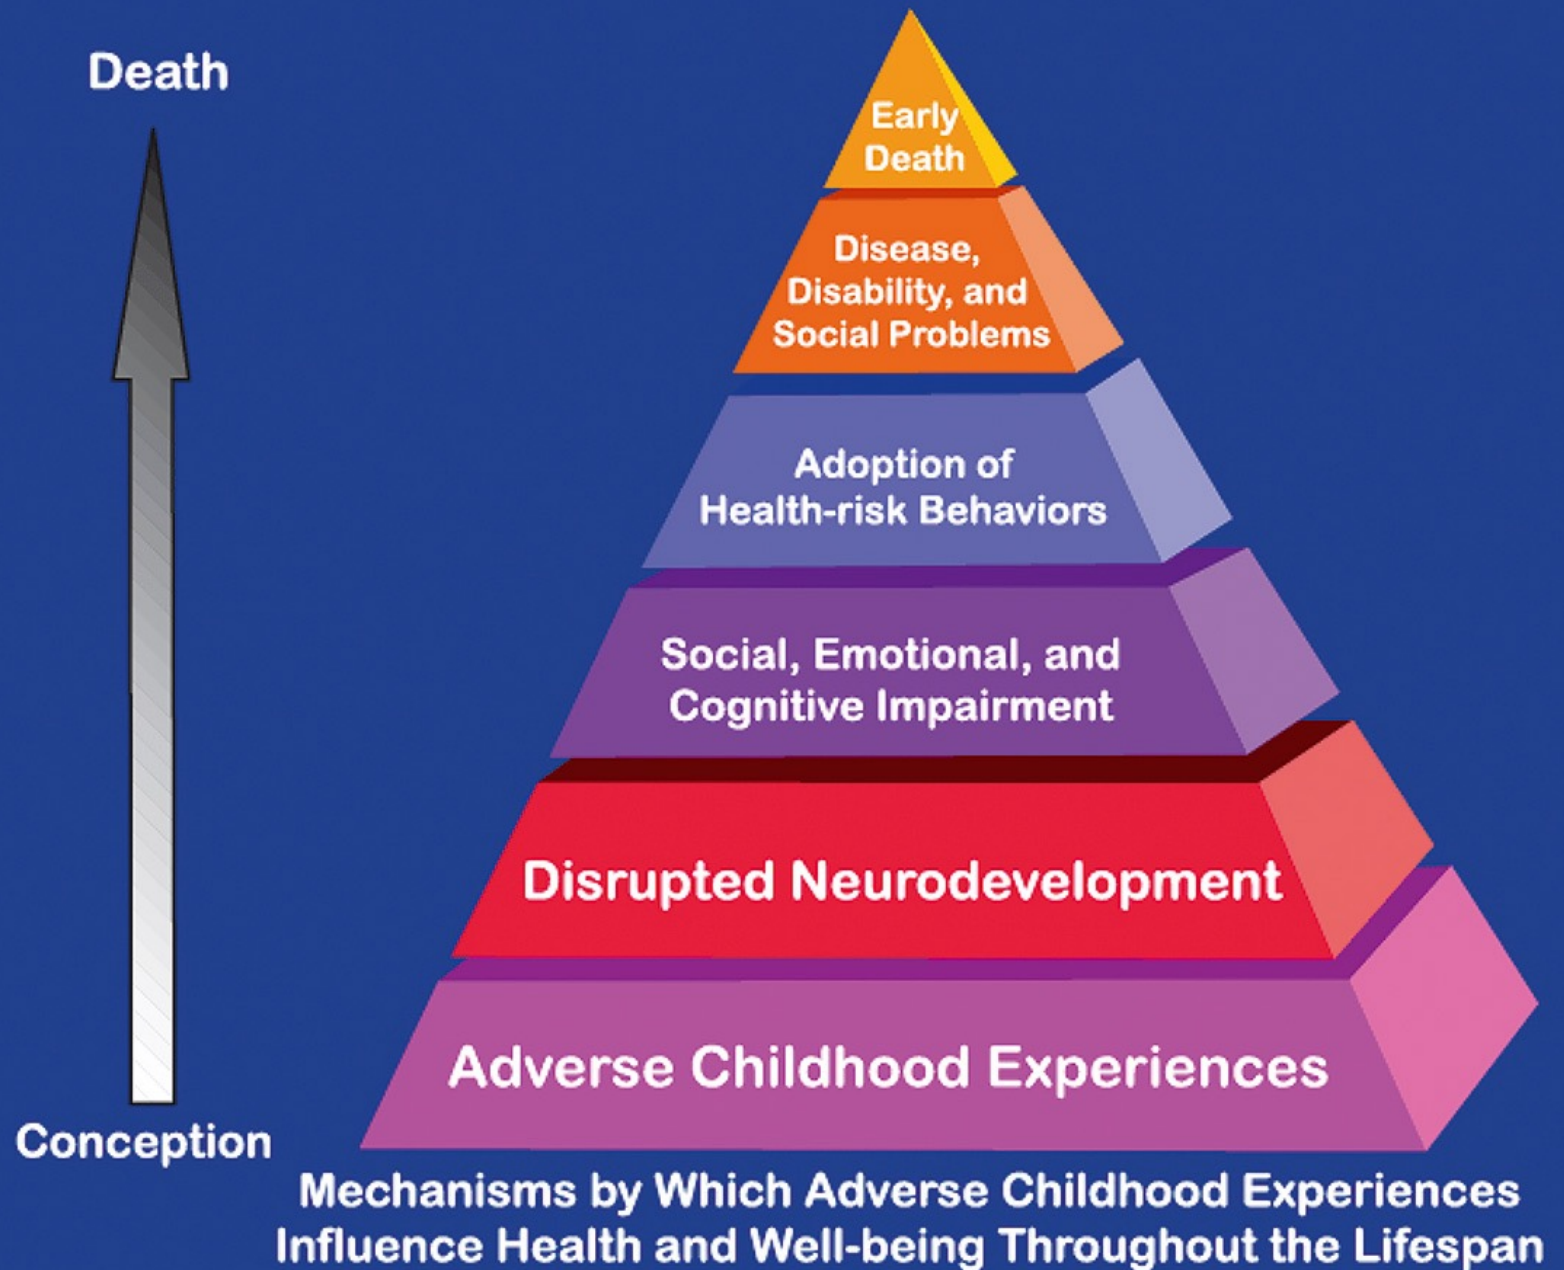 Death
Early
Death
Disease,
Disability, and
Social Problems
Adoption of
Health-risk Behaviors
Social, Emotional, and
Cognitive Impairment
Disrupted Neurodevelopment
Adverse Childhood Experiences
Conception
Mechanisms by Which Adverse Childhood Experiences
Influence Health and Well-being Throughout the Lifespan